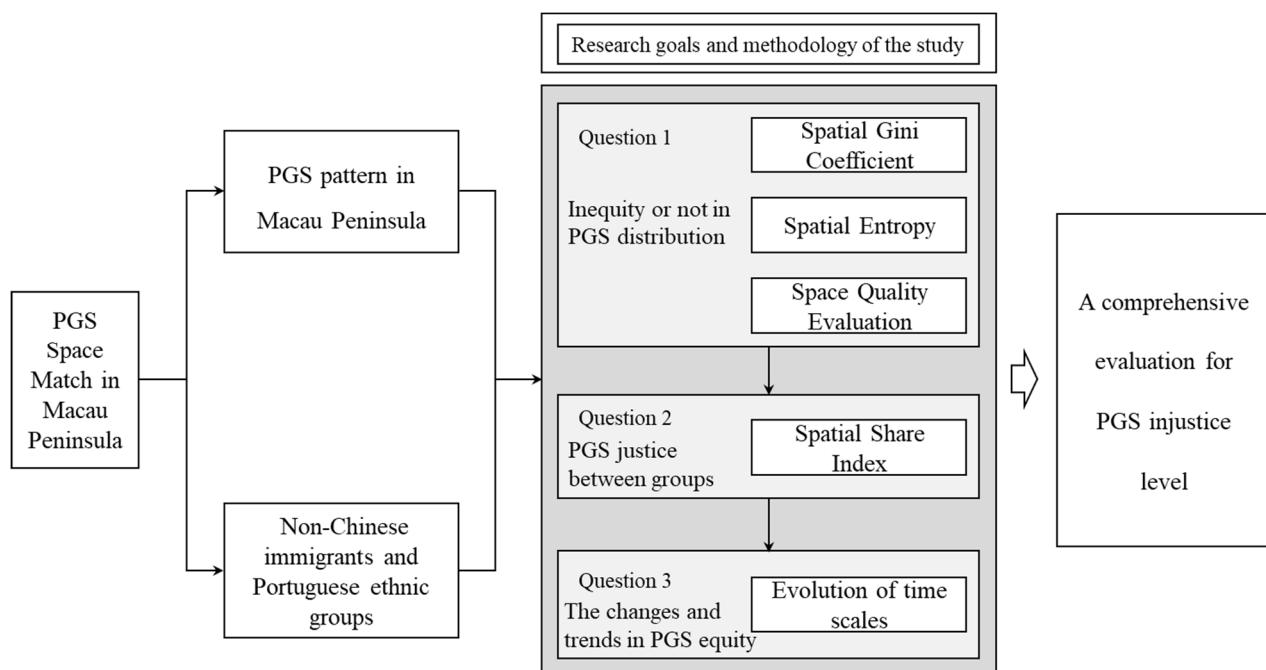 Research goals and methodology of the study
PGS
Space
Match in
Macau
Peninsula
PGS pattern in
Macau Peninsula
Non-Chinese
immigrants and
Portuguese ethnic
groups
Question 1
Inequity or not in
PGS distribution
Spatial Gini
Coefficient
Spatial Entropy
Space Quality
Evaluation
Question 2
PGS justice
between groups
Spatial Share
Index
Question 3
The changes and
trends in PGS equity
Evolution of time
scales
A comprehensive
evaluation for
PGS injustice
level